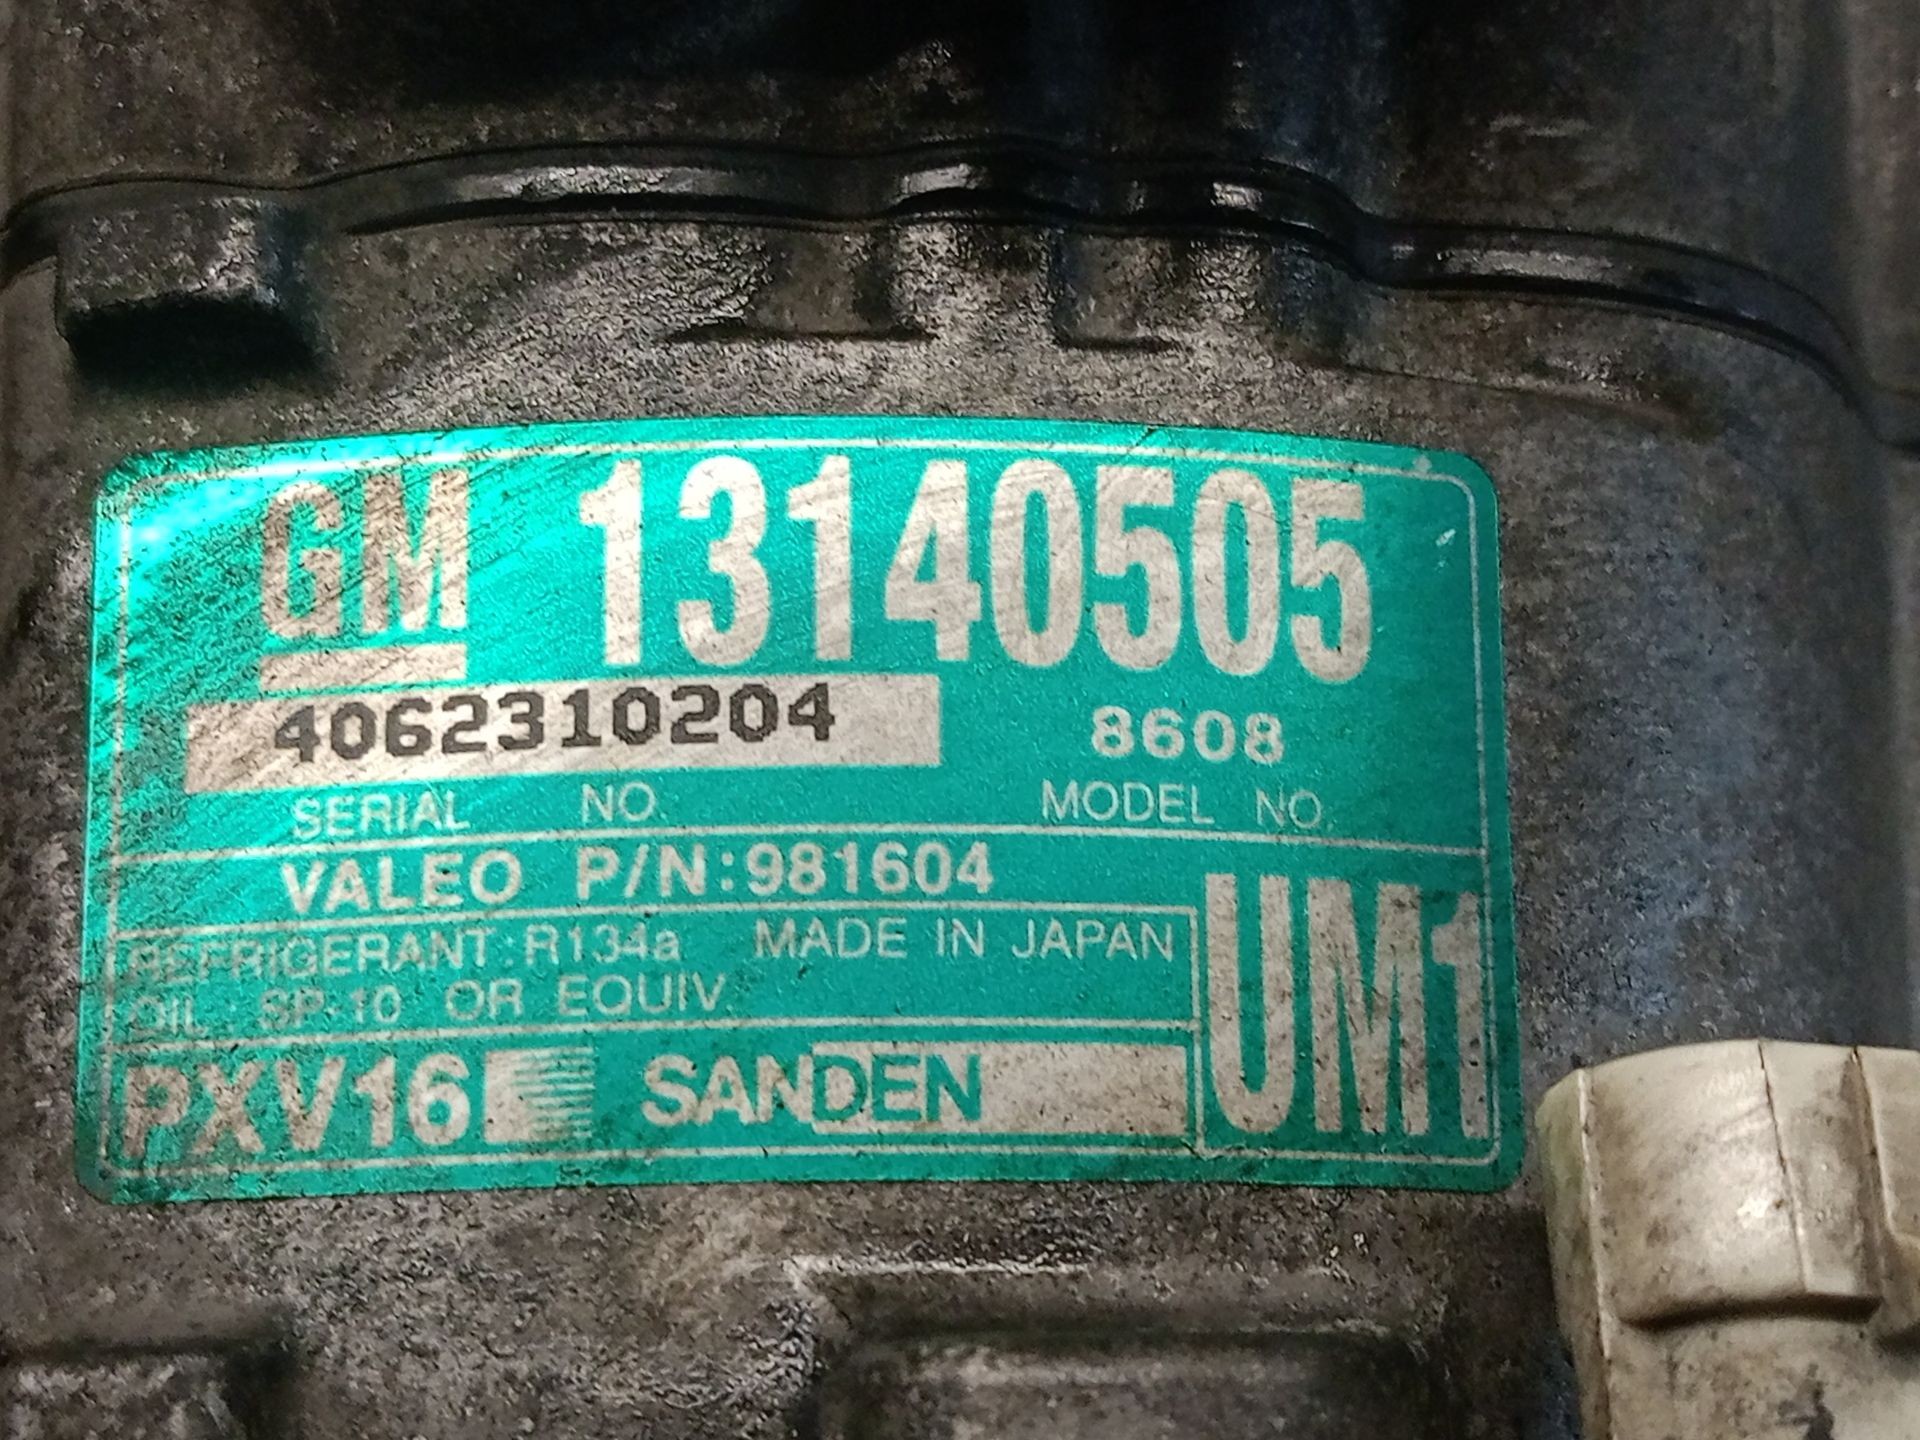 GM 13140505
4062310204 8608
SERIAL NO. MODEL NO.
VALEO P/N:981604
REFRIGERANT:R134a MADE IN JAPAN
OIL : SP-10 OR EQUIV.
UM1
PXV16 SANDEN